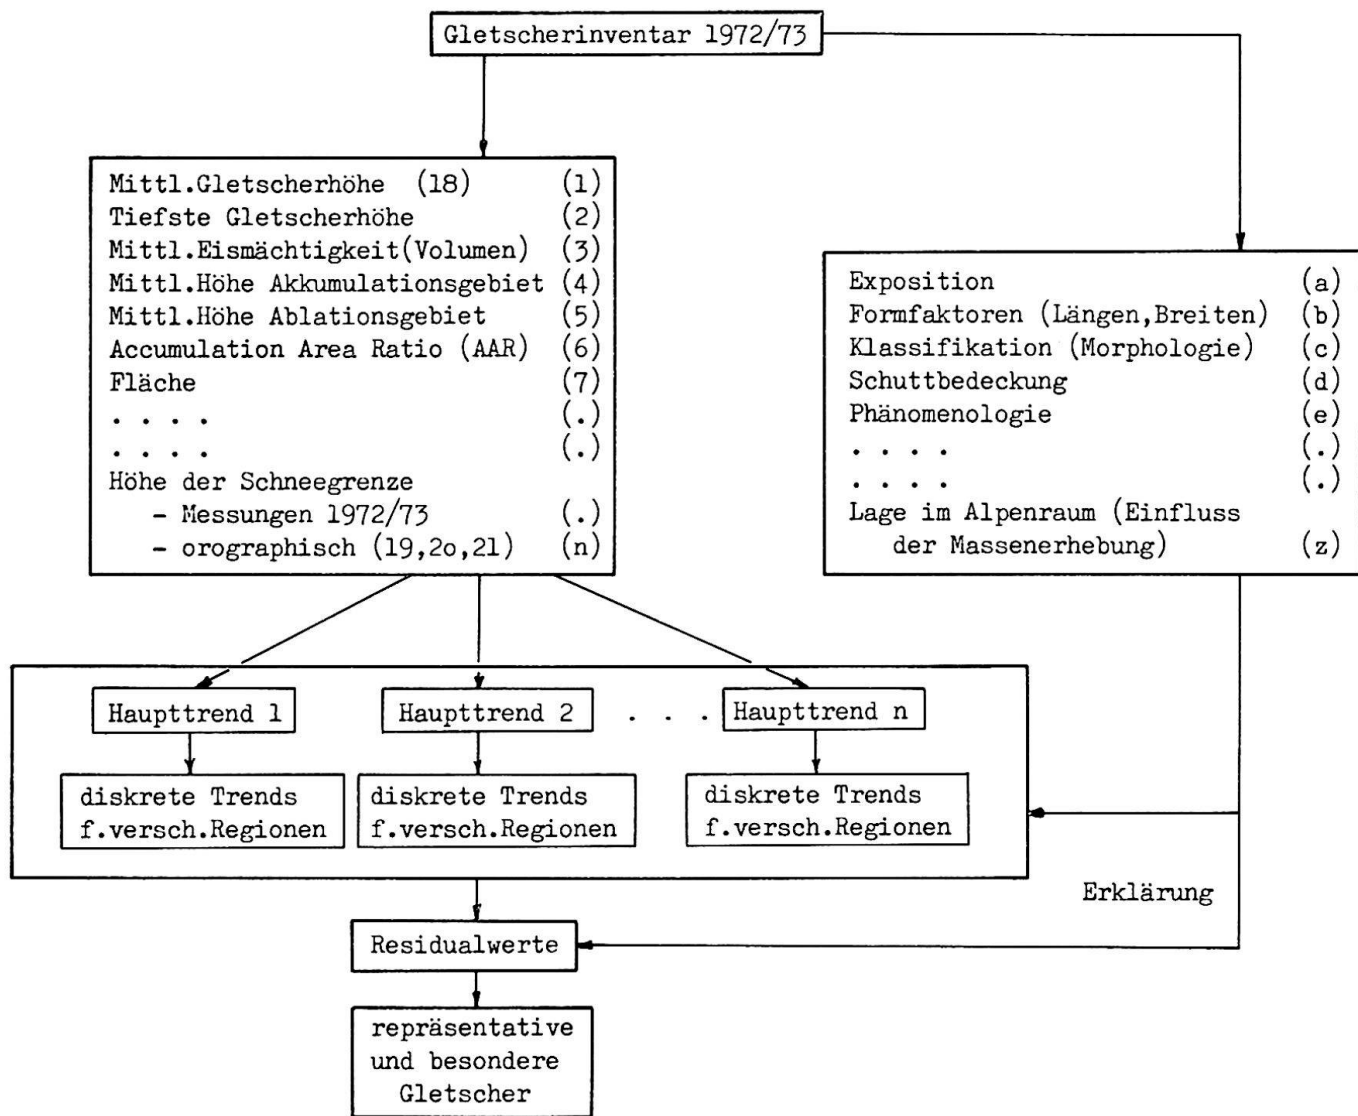 Gletscherinventar 1972/73
Mittl.Gletscherhöhe (18) (1)
Tiefste Gletscherhöhe (2)
Mittl.Eismächtigkeit(Volumen) (3)
Mittl.Höhe Akkumulationsgebiet (4)
Mittl.Höhe Ablationsgebiet (5)
Accumulation Area Ratio (AAR) (6)
Fläche (7)
. . . . (.)
. . . . (.)
Höhe der Schneegrenze
- Messungen 1972/73 (.)
- orographisch (19,2o,21) (n)
Exposition (a)
Formfaktoren (Längen,Breiten) (b)
Klassifikation (Morphologie) (c)
Schuttbedeckung (d)
Phänomenologie (e)
. . . . (.)
. . . . (.)
Lage im Alpenraum (Einfluss
der Massenerhebung) (z)
Haupttrend 1 Haupttrend 2 . . . Haupttrend n
diskrete Trends
f.versch.Regionen
diskrete Trends
f.versch.Regionen
diskrete Trends
f.versch.Regionen
Erklärung
Residualwerte
repräsentative
und besondere
Gletscher